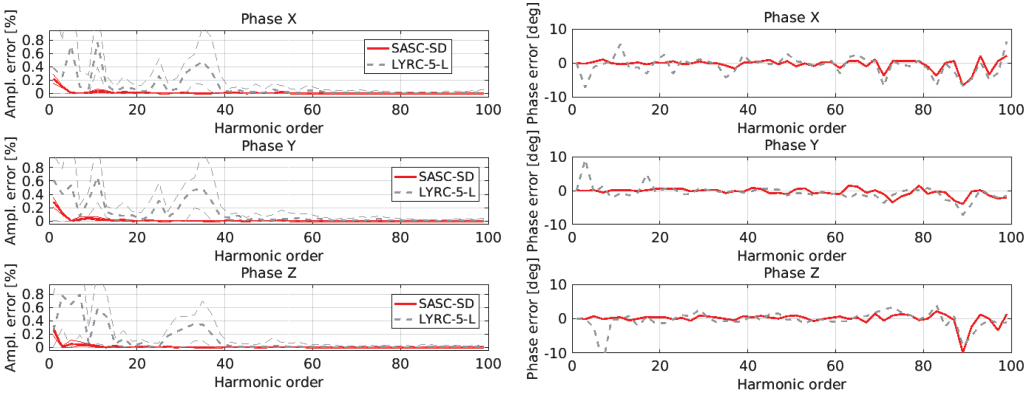 Phase X
Ampl. error [%]
0.8
0.6
0.4
0.2
0
SASC-SD
LYRC-5-L
0 20 40 60 80 100
Harmonic order
Phase Y
Ampl. error [%]
0.8
0.6
0.4
0.2
0
SASC-SD
LYRC-5-L
0 20 40 60 80 100
Harmonic order
Phase Z
Ampl. error [%]
0.8
0.6
0.4
0.2
0
SASC-SD
LYRC-5-L
0 20 40 60 80 100
Harmonic order
Phase X
Phase error [deg]
10
0
-10
0 20 40 60 80 100
Harmonic order
Phase Y
Phase error [deg]
10
0
-10
0 20 40 60 80 100
Harmonic order
Phase Z
Phase error [deg]
10
0
-10
0 20 40 60 80 100
Harmonic order